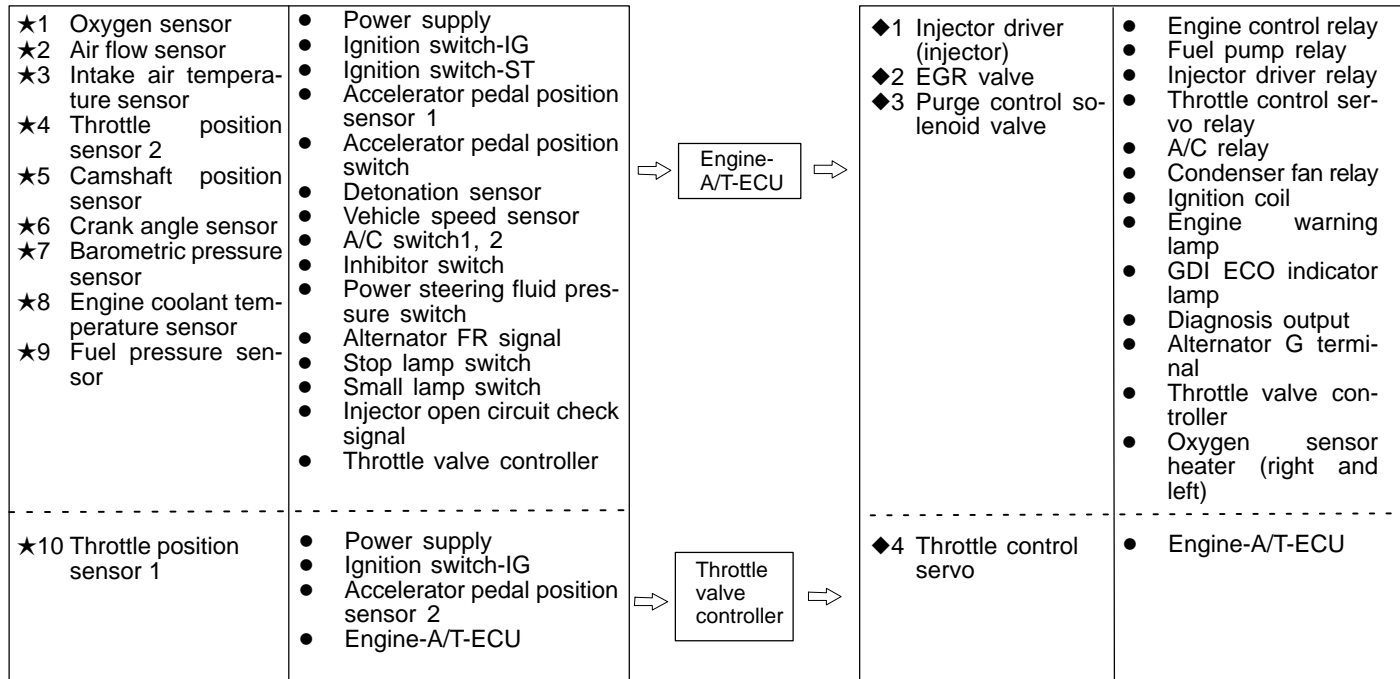 ★1 Oxygen sensor
★2 Air flow sensor
★3 Intake air tempera-
ture sensor
★4 Throttle position
sensor 2
★5 Camshaft position
sensor
★6 Crank angle sensor
★7 Barometric pressure
sensor
★8 Engine coolant tem-
perature sensor
★9 Fuel pressure sen-
sor
● Power supply
● Ignition switch-IG
● Ignition switch-ST
● Accelerator pedal position
sensor 1
● Accelerator pedal position
switch
● Detonation sensor
● Vehicle speed sensor
● A/C switch1, 2
● Inhibitor switch
● Power steering fluid pres-
sure switch
● Alternator FR signal
● Stop lamp switch
● Small lamp switch
● Injector open circuit check
signal
● Throttle valve controller
Engine-
A/T-ECU
◆1 Injector driver
(injector)
◆2 EGR valve
◆3 Purge control so-
lenoid valve
● Engine control relay
● Fuel pump relay
● Injector driver relay
● Throttle control ser-
vo relay
● A/C relay
● Condenser fan relay
● Ignition coil
● Engine warning
lamp
● GDI ECO indicator
lamp
● Diagnosis output
● Alternator G termi-
nal
● Throttle valve con-
troller
● Oxygen sensor
heater (right and
left)
★10 Throttle position
sensor 1
● Power supply
● Ignition switch-IG
● Accelerator pedal position
sensor 2
● Engine-A/T-ECU
Throttle
valve
controller
◆4 Throttle control
servo
● Engine-A/T-ECU